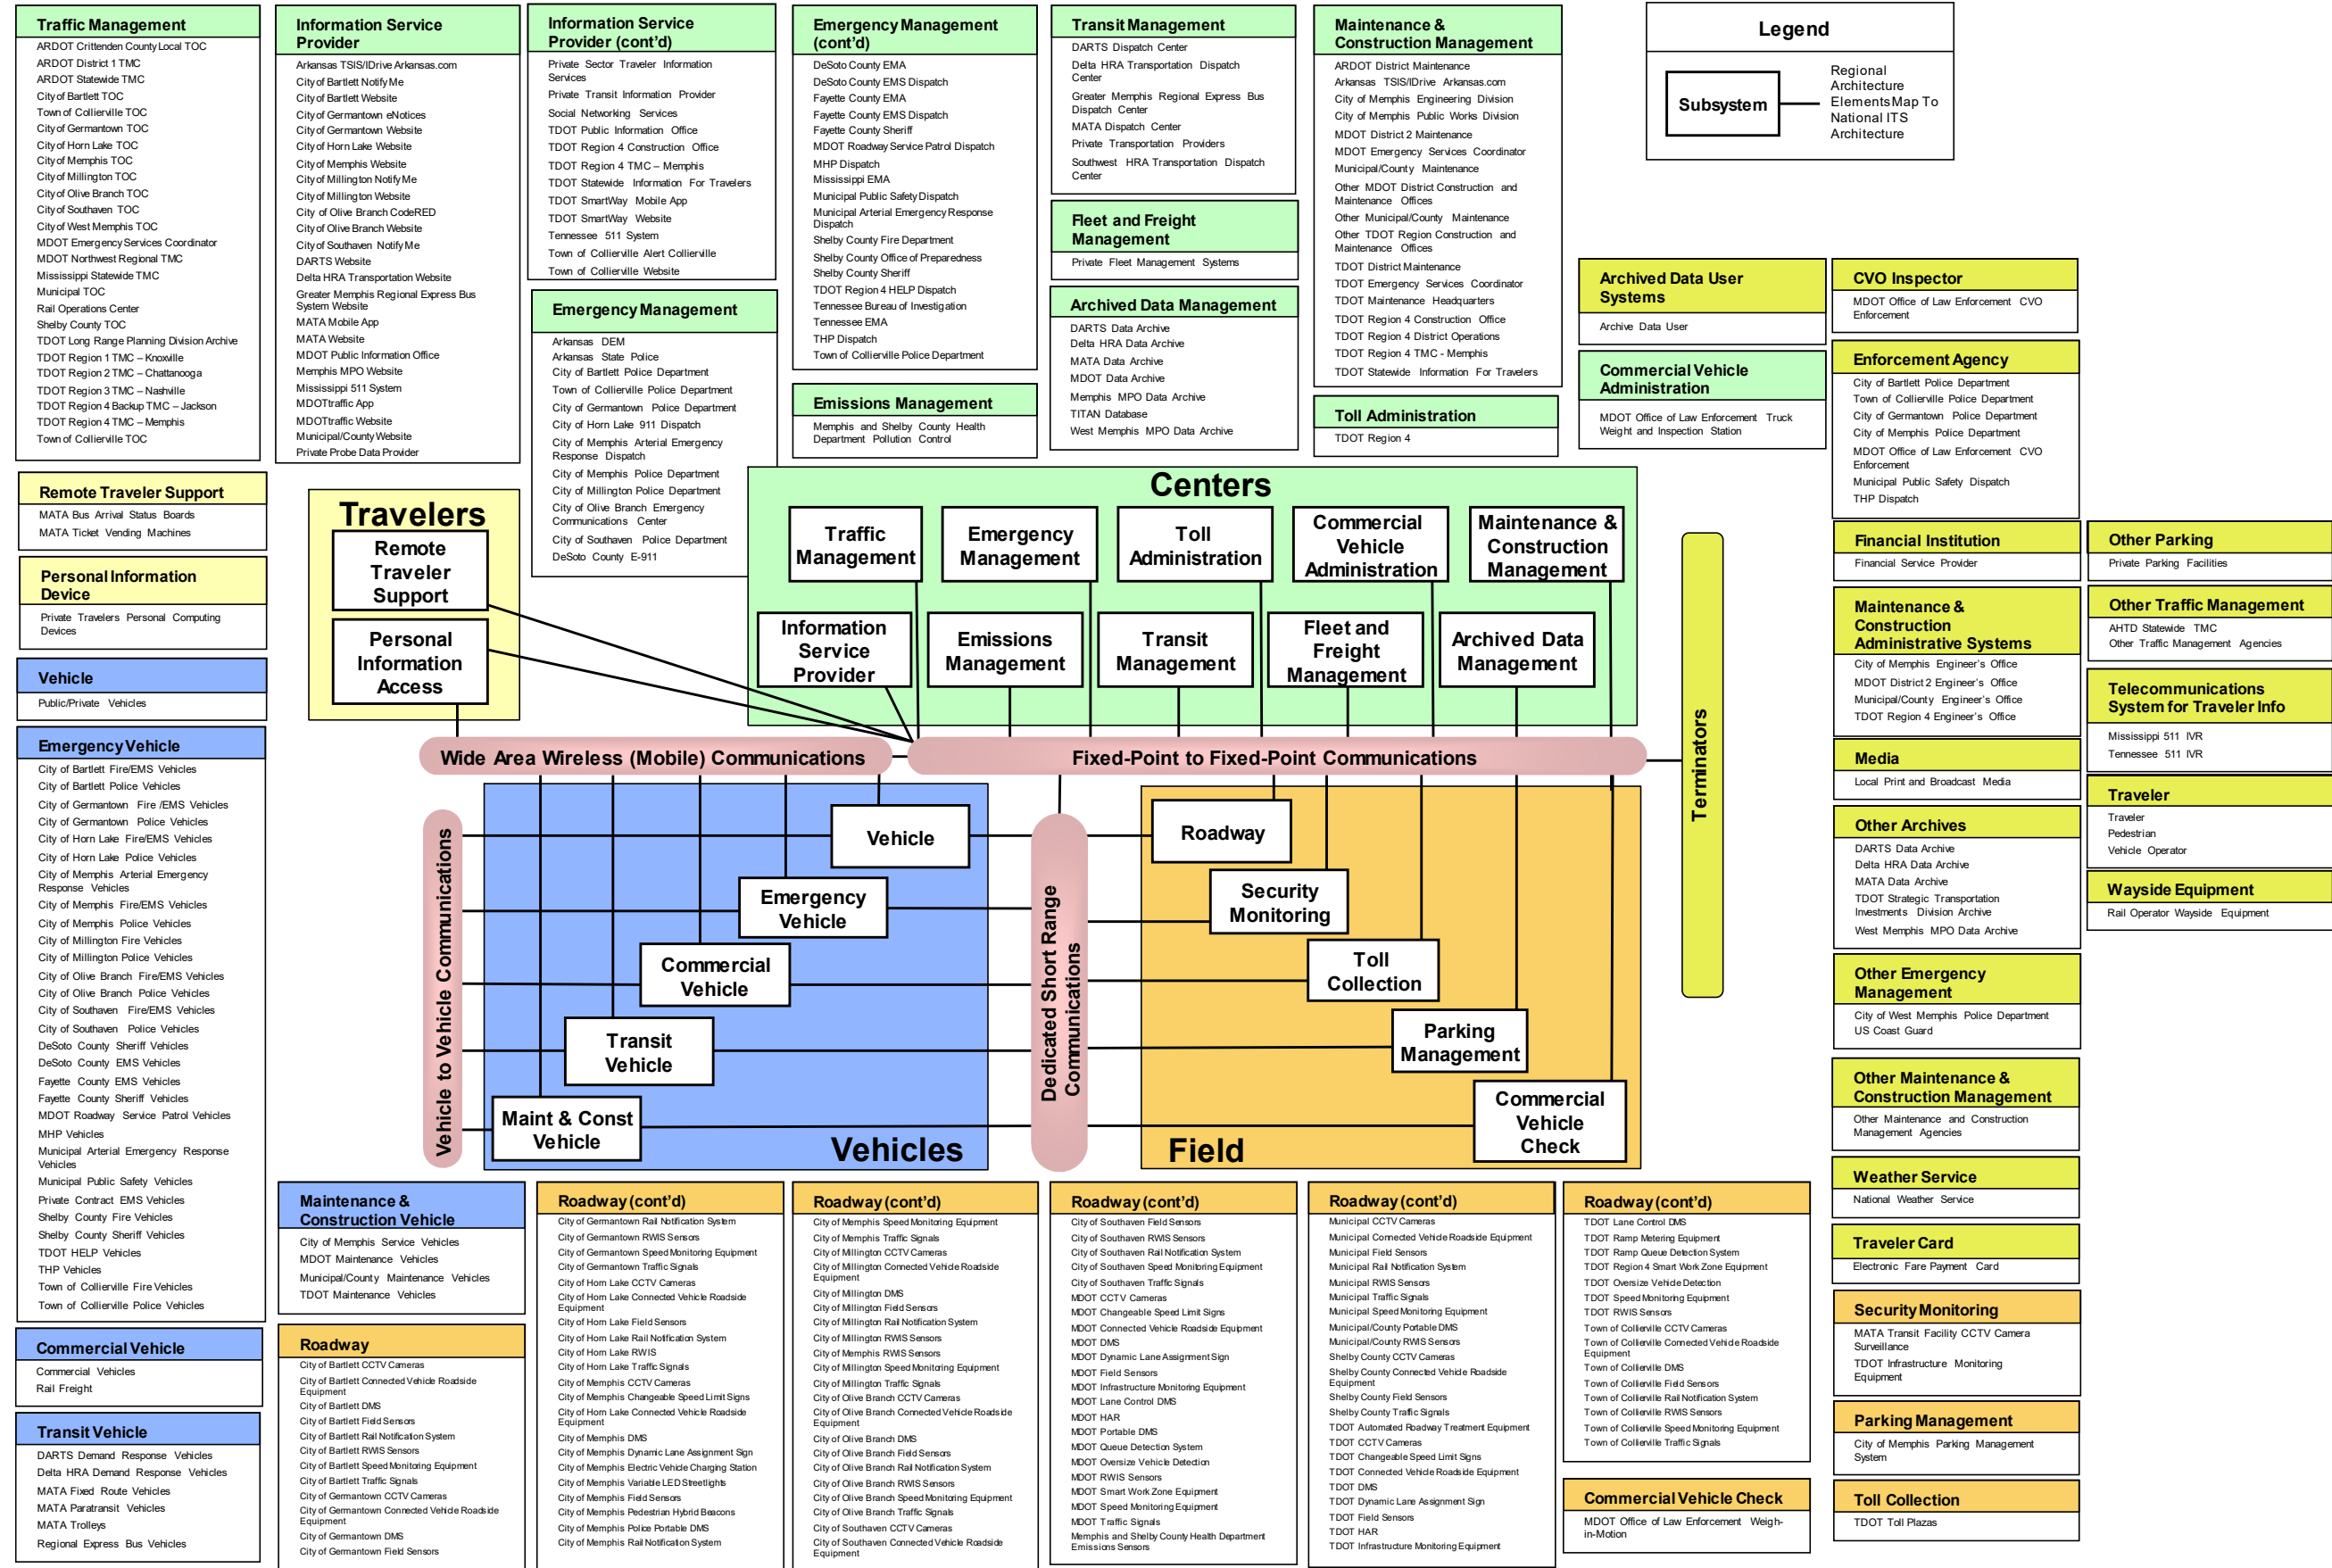 Traffic Management
ARDOT Crittenden County Local TOC
ARDOT District 1 TMC
ARDOT Statewide TMC
City of Bartlett TOC
Town of Collierville TOC
City of Germantown TOC
City of Horn Lake TOC
City of Memphis TOC
City of Millington TOC
City of Olive Branch TOC
City of Southaven TOC
City of West Memphis TOC
MDOT Emergency Services Coordinator
MDOT Northwest Regional TMC
Mississippi Statewide TMC
Municipal TOC
Rail Operations Center
Shelby County TOC
TDOT Long Range Planning Division Archive
TDOT Region 1 TMC – Knoxville
TDOT Region 2 TMC – Chattanooga
TDOT Region 3 TMC – Nashville
TDOT Region 4 Backup TMC – Jackson
TDOT Region 4 TMC – Memphis
Town of Collierville TOC
Information Service
Provider
Arkansas TSIS/IDrive Arkansas.com
City of Bartlett Notify Me
City of Bartlett Website
City of Germantown eNotices
City of Germantown Website
City of Horn Lake Website
City of Memphis Website
City of Millington Notify Me
City of Millington Website
City of Olive Branch CodeRED
City of Olive Branch Website
City of Southaven Notify Me
DARTS Website
Delta HRA Transportation Website
Greater Memphis Regional Express Bus
System Website
MATA Mobile App
MATA Website
MDOT Public Information Office
Memphis MPO Website
Mississippi 511 System
MDOTtraffic App
MDOTtraffic Website
Municipal/County Website
Private Probe Data Provider
Information Service
Provider (cont'd)
Private Sector Traveler Information
Services
Private Transit Information Provider
Social Networking Services
TDOT Public Information Office
TDOT Region 4 Construction Office
TDOT Region 4 TMC – Memphis
TDOT Statewide Information For Travelers
TDOT SmartWay Mobile App
TDOT SmartWay Website
Tennessee 511 System
Town of Collierville Alert Collierville
Town of Collierville Website
Emergency Management
Arkansas DEM
Arkansas State Police
City of Bartlett Police Department
Town of Collierville Police Department
City of Germantown Police Department
City of Horn Lake 911 Dispatch
City of Memphis Arterial Emergency
Response Dispatch
City of Memphis Police Department
City of Millington Police Department
City of Olive Branch Emergency
Communications Center
City of Southaven Police Department
DeSoto County E-911
Emergency Management
(cont'd)
DeSoto County EMA
DeSoto County EMS Dispatch
Fayette County EMA
Fayette County EMS Dispatch
Fayette County Sheriff
MDOT Roadway Service Patrol Dispatch
MHP Dispatch
Mississippi EMA
Municipal Public Safety Dispatch
Municipal Arterial Emergency Response
Dispatch
Shelby County Fire Department
Shelby County Office of Preparedness
Shelby County Sheriff
TDOT Region 4 HELP Dispatch
Tennessee Bureau of Investigation
Tennessee EMA
THP Dispatch
Town of Collierville Police Department
Emissions Management
Memphis and Shelby County Health
Department Pollution Control
Transit Management
DARTS Dispatch Center
Delta HRA Transportation Dispatch
Center
Greater Memphis Regional Express Bus
Dispatch Center
MATA Dispatch Center
Private Transportation Providers
Southwest HRA Transportation Dispatch
Center
Fleet and Freight
Management
Private Fleet Management Systems
Archived Data Management
DARTS Data Archive
Delta HRA Data Archive
MATA Data Archive
MDOT Data Archive
Memphis MPO Data Archive
TITAN Database
West Memphis MPO Data Archive
Maintenance &
Construction Management
ARDOT District Maintenance
Arkansas TSIS/IDrive Arkansas.com
City of Memphis Engineering Division
City of Memphis Public Works Division
MDOT District 2 Maintenance
MDOT Emergency Services Coordinator
Municipal/County Maintenance
Other MDOT District Construction and
Maintenance Offices
Other Municipal/County Maintenance
Other TDOT Region Construction and
Maintenance Offices
TDOT District Maintenance
TDOT Emergency Services Coordinator
TDOT Maintenance Headquarters
TDOT Region 4 Construction Office
TDOT Region 4 District Operations
TDOT Region 4 TMC - Memphis
TDOT Statewide Information For Travelers
Toll Administration
TDOT Region 4
Legend
Subsystem
Regional
Architecture
Elements Map To
National ITS
Architecture
Archived Data User
Systems
Archive Data User
Commercial Vehicle
Administration
MDOT Office of Law Enforcement Truck
Weight and Inspection Station
CVO Inspector
MDOT Office of Law Enforcement CVO
Enforcement
Enforcement Agency
City of Bartlett Police Department
Town of Collierville Police Department
City of Germantown Police Department
City of Memphis Police Department
MDOT Office of Law Enforcement CVO
Enforcement
Municipal Public Safety Dispatch
THP Dispatch
Remote Traveler Support
MATA Bus Arrival Status Boards
MATA Ticket Vending Machines
Personal Information
Device
Private Travelers Personal Computing
Devices
Vehicle
Public/Private Vehicles
Emergency Vehicle
City of Bartlett Fire/EMS Vehicles
City of Bartlett Police Vehicles
City of Germantown Fire /EMS Vehicles
City of Germantown Police Vehicles
City of Horn Lake Fire/EMS Vehicles
City of Horn Lake Police Vehicles
City of Memphis Arterial Emergency
Response Vehicles
City of Memphis Fire/EMS Vehicles
City of Memphis Police Vehicles
City of Millington Fire Vehicles
City of Millington Police Vehicles
City of Olive Branch Fire/EMS Vehicles
City of Olive Branch Police Vehicles
City of Southaven Fire/EMS Vehicles
City of Southaven Police Vehicles
DeSoto County Sheriff Vehicles
DeSoto County EMS Vehicles
Fayette County EMS Vehicles
Fayette County Sheriff Vehicles
MDOT Roadway Service Patrol Vehicles
MHP Vehicles
Municipal Arterial Emergency Response
Vehicles
Municipal Public Safety Vehicles
Private Contract EMS Vehicles
Shelby County Fire Vehicles
Shelby County Sheriff Vehicles
TDOT HELP Vehicles
THP Vehicles
Town of Collierville Fire Vehicles
Town of Collierville Police Vehicles
Commercial Vehicle
Commercial Vehicles
Rail Freight
Transit Vehicle
DARTS Demand Response Vehicles
Delta HRA Demand Response Vehicles
MATA Fixed Route Vehicles
MATA Paratransit Vehicles
MATA Trolleys
Regional Express Bus Vehicles
Travelers
Remote
Traveler
Support
Personal
Information
Access
Centers
Traffic
Management
Emergency
Management
Toll
Administration
Commercial
Vehicle
Administration
Maintenance &
Construction
Management
Information
Service
Provider
Emissions
Management
Transit
Management
Fleet and
Freight
Management
Archived Data
Management
Wide Area Wireless (Mobile) Communications
Fixed-Point to Fixed-Point Communications
Terminators
Vehicle to Vehicle Communications
Dedicated Short Range
Communications
Vehicle
Emergency
Vehicle
Commercial
Vehicle
Transit
Vehicle
Maint & Const
Vehicle
Vehicles
Roadway
Security
Monitoring
Toll
Collection
Parking
Management
Commercial
Vehicle
Check
Field
Financial Institution
Financial Service Provider
Maintenance &
Construction
Administrative Systems
City of Memphis Engineer's Office
MDOT District 2 Engineer's Office
Municipal/County Engineer's Office
TDOT Region 4 Engineer's Office
Media
Local Print and Broadcast Media
Other Archives
DARTS Data Archive
Delta HRA Data Archive
MATA Data Archive
TDOT Strategic Transportation
Investments Division Archive
West Memphis MPO Data Archive
Other Emergency
Management
City of West Memphis Police Department
US Coast Guard
Other Maintenance &
Construction Management
Other Maintenance and Construction
Management Agencies
Weather Service
National Weather Service
Traveler Card
Electronic Fare Payment Card
Security Monitoring
MATA Transit Facility CCTV Camera
Surveillance
TDOT Infrastructure Monitoring
Equipment
Parking Management
City of Memphis Parking Management
System
Toll Collection
TDOT Toll Plazas
Other Parking
Private Parking Facilities
Other Traffic Management
AHTD Statewide TMC
Other Traffic Management Agencies
Telecommunications
System for Traveler Info
Mississippi 511 IVR
Tennessee 511 IVR
Traveler
Traveler
Pedestrian
Vehicle Operator
Wayside Equipment
Rail Operator Wayside Equipment
Maintenance &
Construction Vehicle
City of Memphis Service Vehicles
MDOT Maintenance Vehicles
Municipal/County Maintenance Vehicles
TDOT Maintenance Vehicles
Roadway
City of Bartlett CCTV Cameras
City of Bartlett Connected Vehicle Roadside
Equipment
City of Bartlett DMS
City of Bartlett Field Sensors
City of Bartlett Rail Notification System
City of Bartlett RWIS Sensors
City of Bartlett Speed Monitoring Equipment
City of Bartlett Traffic Signals
City of Germantown CCTV Cameras
City of Germantown Connected Vehicle Roadside
Equipment
City of Germantown DMS
City of Germantown Field Sensors
Roadway (cont'd)
City of Germantown Rail Notification System
City of Germantown RWIS Sensors
City of Germantown Speed Monitoring Equipment
City of Germantown Traffic Signals
City of Horn Lake CCTV Cameras
City of Horn Lake Connected Vehicle Roadside
Equipment
City of Horn Lake Field Sensors
City of Horn Lake Rail Notification System
City of Horn Lake RWIS
City of Horn Lake Traffic Signals
City of Memphis CCTV Cameras
City of Memphis Changeable Speed Limit Signs
City of Horn Lake Connected Vehicle Roadside
Equipment
City of Memphis DMS
City of Memphis Dynamic Lane Assignment Sign
City of Memphis Electric Vehicle Charging Station
City of Memphis Variable LED Streetlights
City of Memphis Field Sensors
City of Memphis Pedestrian Hybrid Beacons
City of Memphis Police Portable DMS
City of Memphis Rail Notification System
Roadway (cont'd)
City of Memphis Speed Monitoring Equipment
City of Memphis Traffic Signals
City of Millington CCTV Cameras
City of Millington Connected Vehicle Roadside
Equipment
City of Millington DMS
City of Millington Field Sensors
City of Millington Rail Notification System
City of Millington RWIS Sensors
City of Memphis RWIS Sensors
City of Millington Speed Monitoring Equipment
City of Millington Traffic Signals
City of Olive Branch CCTV Cameras
City of Olive Branch Connected Vehicle Roadside
Equipment
City of Olive Branch DMS
City of Olive Branch Field Sensors
City of Olive Branch Rail Notification System
City of Olive Branch RWIS Sensors
City of Olive Branch Speed Monitoring Equipment
City of Olive Branch Traffic Signals
City of Southaven CCTV Cameras
City of Southaven Connected Vehicle Roadside
Equipment
Roadway (cont'd)
City of Southaven Field Sensors
City of Southaven RWIS Sensors
City of Southaven Rail Notification System
City of Southaven Speed Monitoring Equipment
City of Southaven Traffic Signals
MDOT CCTV Cameras
MDOT Changeable Speed Limit Signs
MDOT Connected Vehicle Roadside Equipment
MDOT DMS
MDOT Dynamic Lane Assignment Sign
MDOT Field Sensors
MDOT Infrastructure Monitoring Equipment
MDOT Lane Control DMS
MDOT HAR
MDOT Portable DMS
MDOT Queue Detection System
MDOT Oversize Vehicle Detection
MDOT RWIS Sensors
MDOT Smart Work Zone Equipment
MDOT Speed Monitoring Equipment
MDOT Traffic Signals
Memphis and Shelby County Health Department
Emissions Sensors
Roadway (cont'd)
Municipal CCTV Cameras
Municipal Connected Vehicle Roadside Equipment
Municipal Field Sensors
Municipal Rail Notification System
Municipal RWIS Sensors
Municipal Traffic Signals
Municipal Speed Monitoring Equipment
Municipal/County Portable DMS
Municipal/County RWIS Sensors
Shelby County CCTV Cameras
Shelby County Connected Vehicle Roadside
Equipment
Shelby County Field Sensors
Shelby County Traffic Signals
TDOT Automated Roadway Treatment Equipment
TDOT CCTV Cameras
TDOT Changeable Speed Limit Signs
TDOT Connected Vehicle Roadside Equipment
TDOT DMS
TDOT Dynamic Lane Assignment Sign
TDOT Field Sensors
TDOT HAR
TDOT Infrastructure Monitoring Equipment
Roadway (cont'd)
TDOT Lane Control DMS
TDOT Ramp Metering Equipment
TDOT Ramp Queue Detection System
TDOT Region 4 Smart Work Zone Equipment
TDOT Oversize Vehicle Detection
TDOT Speed Monitoring Equipment
TDOT RWIS Sensors
Town of Collierville CCTV Cameras
Town of Collierville Connected Vehicle Roadside
Equipment
Town of Collierville DMS
Town of Collierville Field Sensors
Town of Collierville Rail Notification System
Town of Collierville RWIS Sensors
Town of Collierville Speed Monitoring Equipment
Town of Collierville Traffic Signals
Commercial Vehicle Check
MDOT Office of Law Enforcement Weigh-
in-Motion